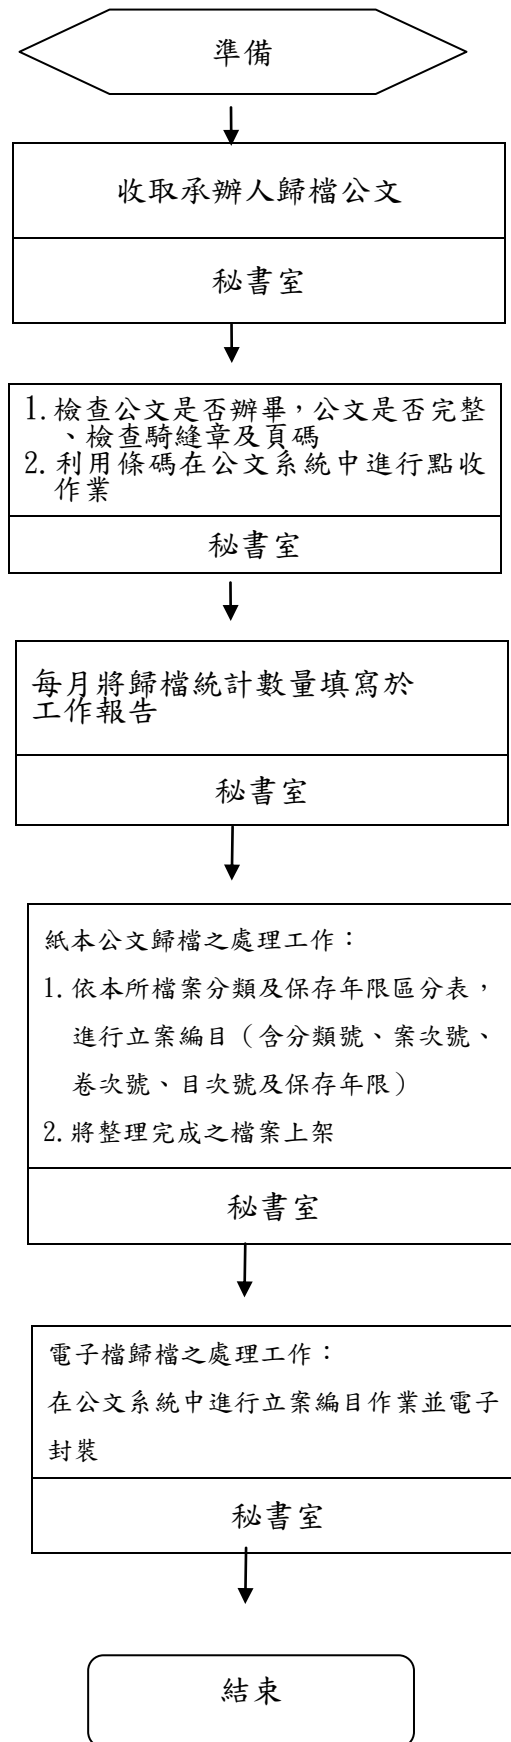 準備
收取承辦人歸檔公文
秘書室
1.檢查公文是否辦畢，公文是否完整
、檢查騎縫章及頁碼
2.利用條碼在公文系統中進行點收
作業
秘書室
每月將歸檔統計數量填寫於
工作報告
秘書室
紙本公文歸檔之處理工作：
1.依本所檔案分類及保存年限區分表，
進行立案編目（含分類號、案次號、
卷次號、目次號及保存年限）
2.將整理完成之檔案上架
秘書室
電子檔歸檔之處理工作：
在公文系統中進行立案編目作業並電子
封裝
秘書室
結束